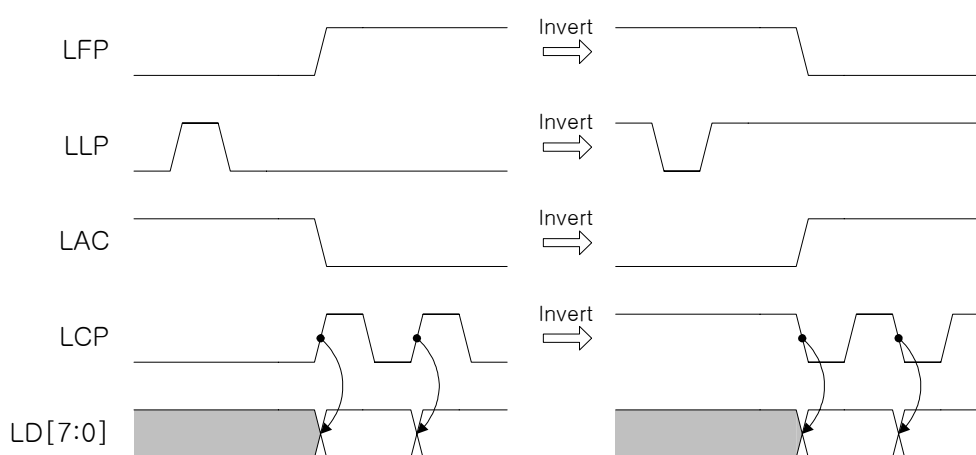 LFP
Invert
LLP
Invert
LAC
Invert
LCP
Invert
LD[7:0]